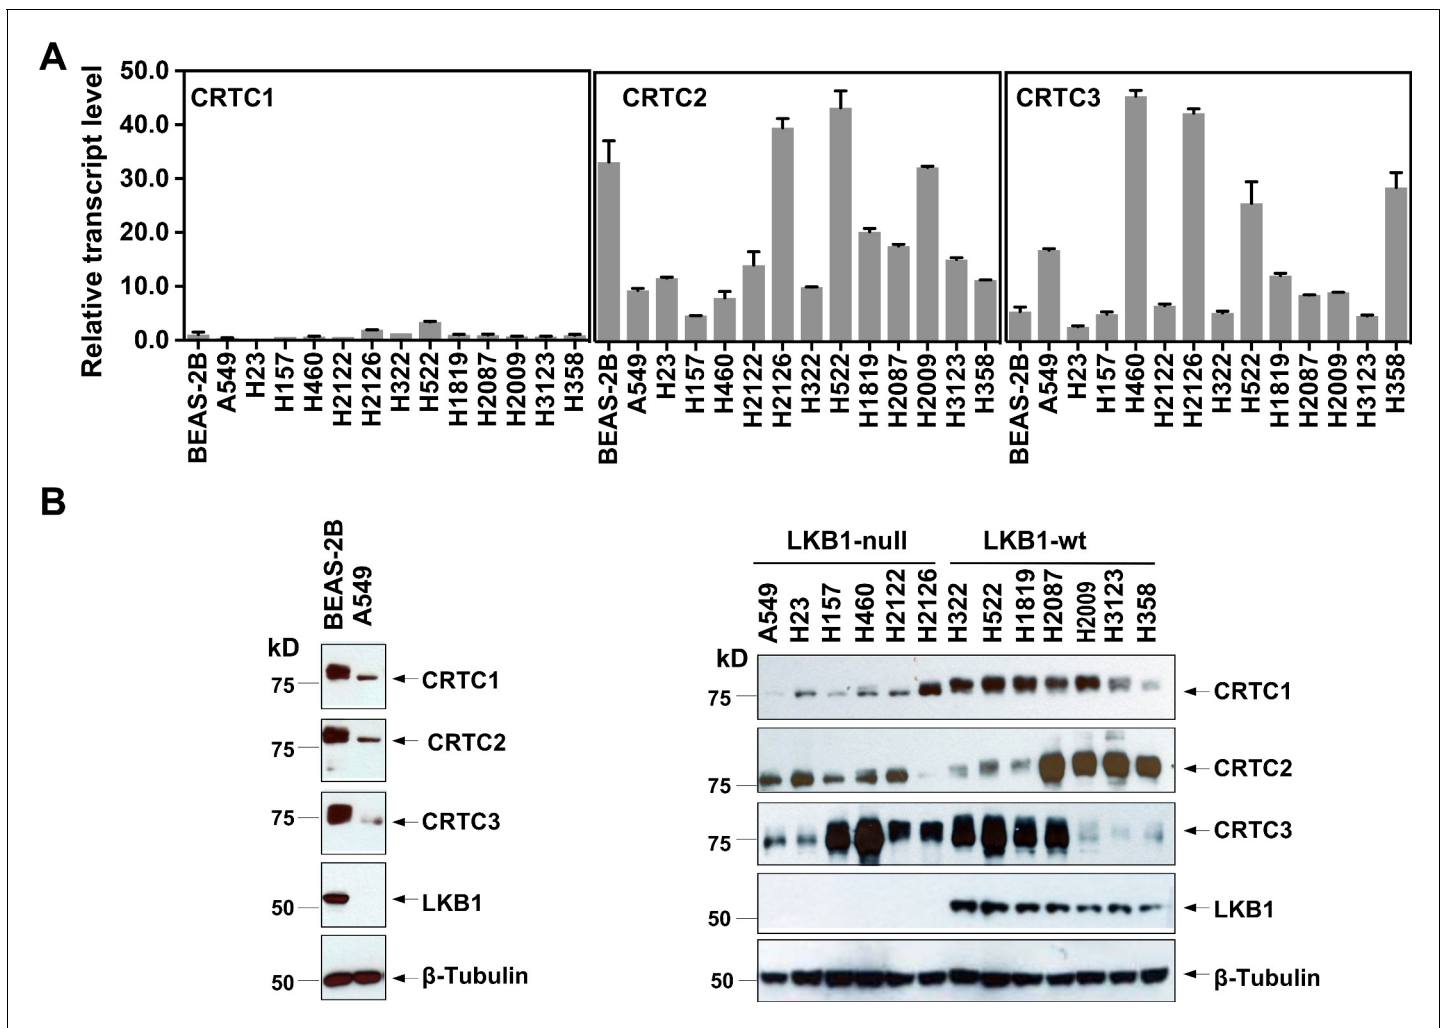 A
Relative transcript level
50.0
40.0
30.0
20.0
10.0
0.0
CRTC1
BEAS-2B
A549
H23
H157
H460
H2122
H2126
H322
H522
H1819
H2087
H2009
H3123
H358
CRTC2
BEAS-2B
A549
H23
H157
H460
H2122
H2126
H322
H522
H1819
H2087
H2009
H3123
H358
CRTC3
BEAS-2B
A549
H23
H157
H460
H2122
H2126
H322
H522
H1819
H2087
H2009
H3123
H358
B
BEAS-2B
A549
kD
75
CRTC1
75
CRTC2
75
CRTC3
50
LKB1
50
β-Tubulin
LKB1-null
LKB1-wt
A549
H23
H157
H460
H2122
H2126
H322
H522
H1819
H2087
H2009
H3123
H358
kD
75
CRTC1
75
CRTC2
75
CRTC3
50
LKB1
50
β-Tubulin